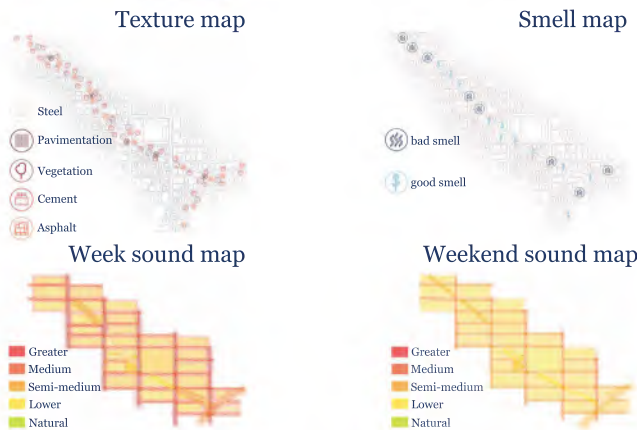 Texture map
Steel
Pavimentation
Vegetation
Cement
Asphalt
Smell map
bad smell
good smell
Week sound map
Greater
Medium
Semi-medium
Lower
Natural
Weekend sound map
Greater
Medium
Semi-medium
Lower
Natural